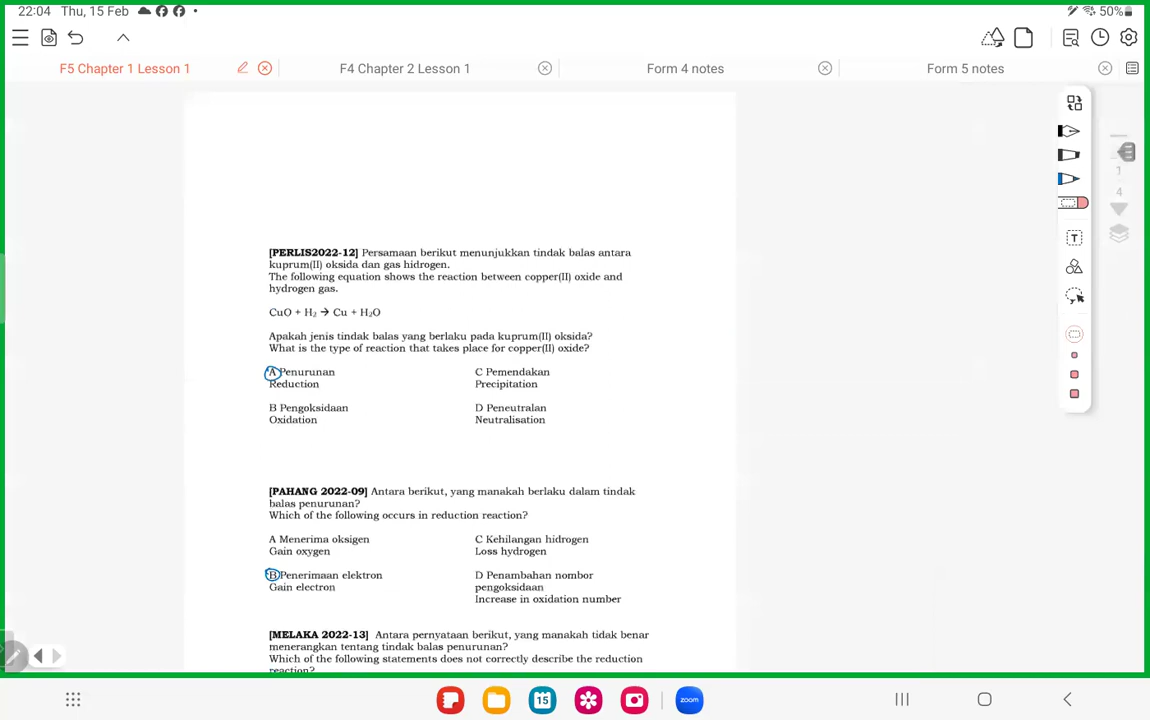 22:04 Thu, 15 Feb
50%
F5 Chapter 1 Lesson 1
F4 Chapter 2 Lesson 1
Form 4 notes
Form 5 notes
1
4
T
[PERLIS2022-12] Persamaan berikut menunjukkan tindak balas antara
kuprum(II) oksida dan gas hidrogen.
The following equation shows the reaction between copper(II) oxide and
hydrogen gas.
CuO + H₂ → Cu + H₂O
Apakah jenis tindak balas yang berlaku pada kuprum(II) oksida?
What is the type of reaction that takes place for copper(II) oxide?
A Penurunan
Reduction
C Pemendakan
Precipitation
B Pengoksidaan
Oxidation
D Peneutralan
Neutralisation
[PAHANG 2022-09] Antara berikut, yang manakah berlaku dalam tindak
balas penurunan?
Which of the following occurs in reduction reaction?
A Menerima oksigen
Gain oxygen
C Kehilangan hidrogen
Loss hydrogen
B Penerimaan elektron
Gain electron
D Penambahan nombor
pengoksidaan
Increase in oxidation number
[MELAKA 2022-13] Antara pernyataan berikut, yang manakah tidak benar
menerangkan tentang tindak balas penurunan?
Which of the following statements does not correctly describe the reduction
reaction?
15
zoom